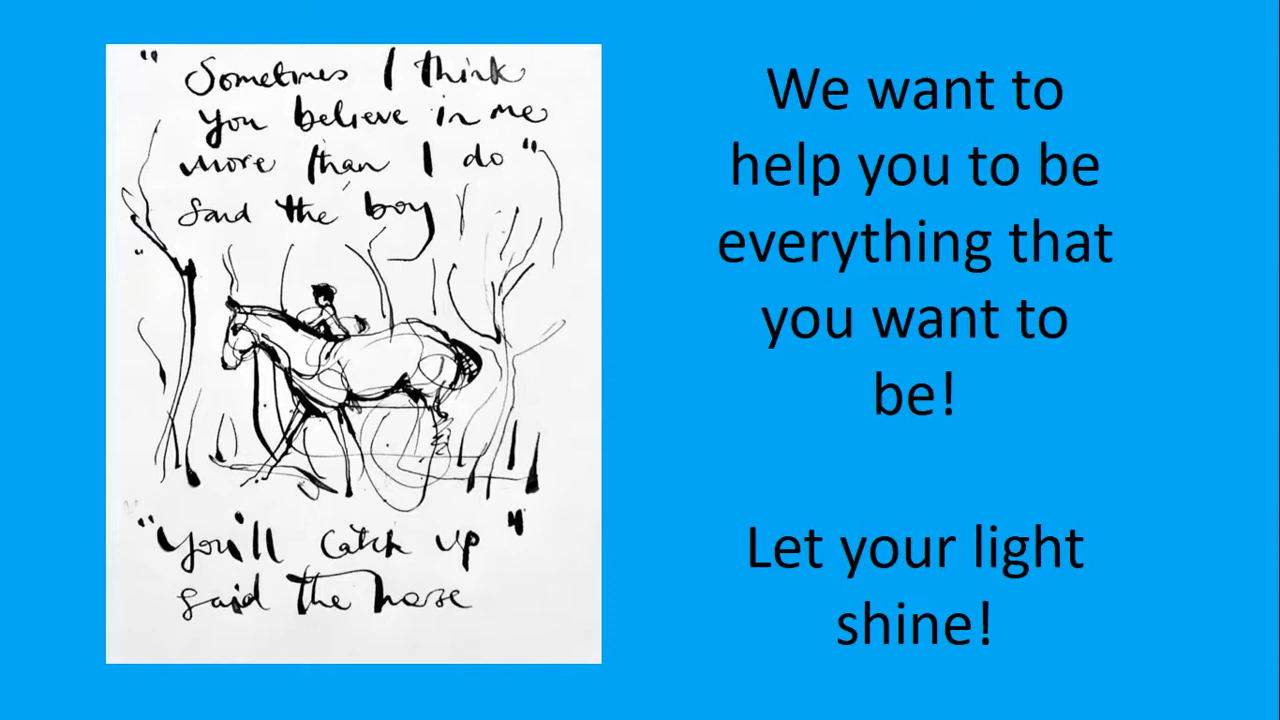 "Sometimes I think
you believe in me
more than I do"
said the boy
"You'll catch up"
said the horse
We want to
help you to be
everything that
you want to
be!
Let your light
shine!